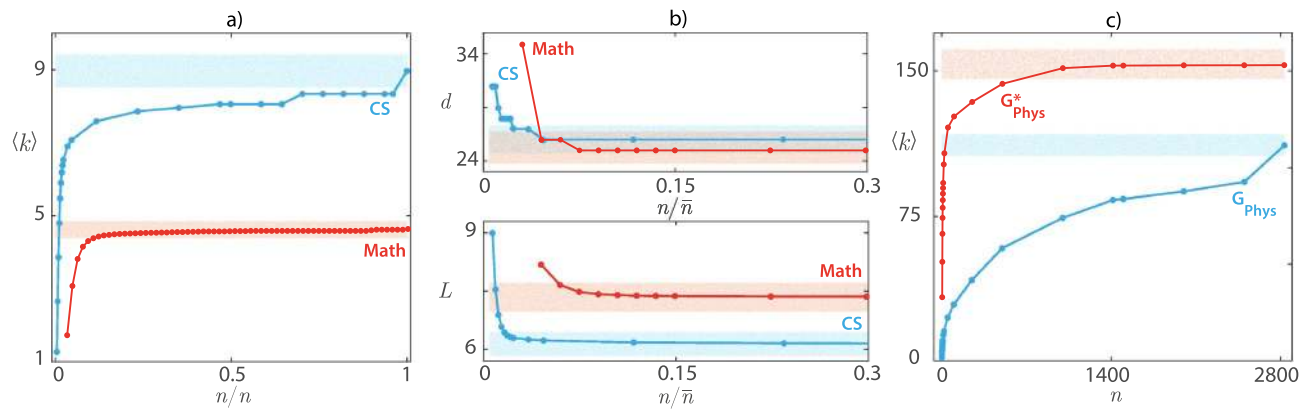 a)
9
⟨k⟩
5
1
CS
Math
0
0.5
1
n/n
b)
34
d
24
Math
CS
0
0.15
0.3
n/n̄
9
L
6
Math
CS
0
0.15
0.3
n/n̄
c)
150
⟨k⟩
75
0
G*Phys
GPhys
0
1400
2800
n